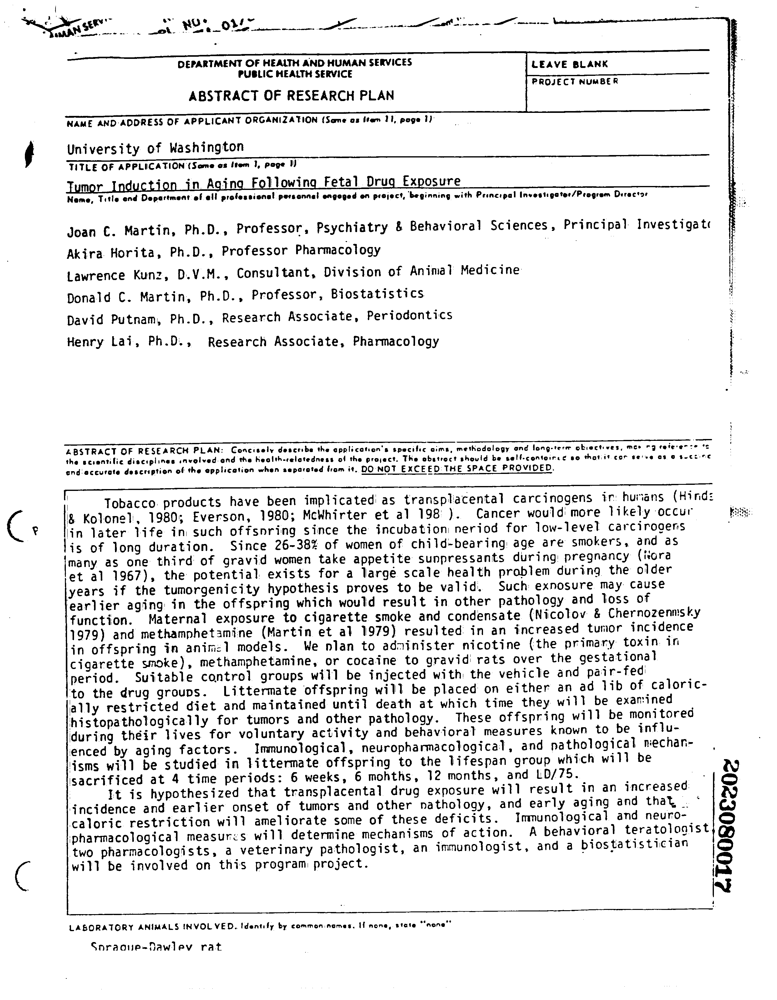 DEPARTMENT OF HEALTH AND HUMAN SERVICES
PUBLIC HEALTH SERVICE
ABSTRACT OF RESEARCH PLAN
LEAVE BLANK
PROJECT NUMBER
NAME AND ADDRESS OF APPLICANT ORGANIZATION (Same as Item 11, page 1)
University of Washington
TITLE OF APPLICATION (Same as Item 1, page 1)
Tumor Induction in Aging Following Fetal Drug Exposure
Name, Title and Department of all professional personnel engaged on project, beginning with Principal Investigator/Program Director
Joan C. Martin, Ph.D., Professor, Psychiatry & Behavioral Sciences, Principal Investigato
Akira Horita, Ph.D., Professor Pharmacology
Lawrence Kunz, D.V.M., Consultant, Division of Animal Medicine
Donald C. Martin, Ph.D., Professor, Biostatistics
David Putnam, Ph.D., Research Associate, Periodontics
Henry Lai, Ph.D., Research Associate, Pharmacology
ABSTRACT OF RESEARCH PLAN: Concisely describe the application's specific aims, methodology and long-term objectives, making reference to
the scientific disciplines involved and the health-relatedness of the project. The abstract should be self-contained so that it can serve as a succinct
and accurate description of the application when separated from it. DO NOT EXCEED THE SPACE PROVIDED.
Tobacco products have been implicated as transplacental carcinogens in humans (Hinds
& Kolonel, 1980; Everson, 1980; McWhirter et al 198 ). Cancer would more likely occur
in later life in such offspring since the incubation period for low-level carcinogens
is of long duration. Since 26-38% of women of child-bearing age are smokers, and as
many as one third of gravid women take appetite suppressants during pregnancy (Nora
et al 1967), the potential exists for a large scale health problem during the older
years if the tumorgenicity hypothesis proves to be valid. Such exposure may cause
earlier aging in the offspring which would result in other pathology and loss of
function. Maternal exposure to cigarette smoke and condensate (Nicolov & Chernozenmsky
1979) and methamphetamine (Martin et al 1979) resulted in an increased tumor incidence
in offspring in animal models. We plan to administer nicotine (the primary toxin in
cigarette smoke), methamphetamine, or cocaine to gravid rats over the gestational
period. Suitable control groups will be injected with the vehicle and pair-fed
to the drug groups. Littermate offspring will be placed on either an ad lib of caloric-
ally restricted diet and maintained until death at which time they will be examined
histopathologically for tumors and other pathology. These offspring will be monitored
during their lives for voluntary activity and behavioral measures known to be influ-
enced by aging factors. Immunological, neuropharmacological, and pathological mechan-
isms will be studied in littermate offspring to the lifespan group which will be
sacrificed at 4 time periods: 6 weeks, 6 mohths, 12 months, and LD/75.
It is hypothesized that transplacental drug exposure will result in an increased
incidence and earlier onset of tumors and other pathology, and early aging and that
caloric restriction will ameliorate some of these deficits. Immunological and neuro-
pharmacological measures will determine mechanisms of action. A behavioral teratologist
two pharmacologists, a veterinary pathologist, an immunologist, and a biostatistician
will be involved on this program project.
2023080017
LABORATORY ANIMALS INVOLVED. Identify by common names. If none, state "none"
Sprague-Dawley rat